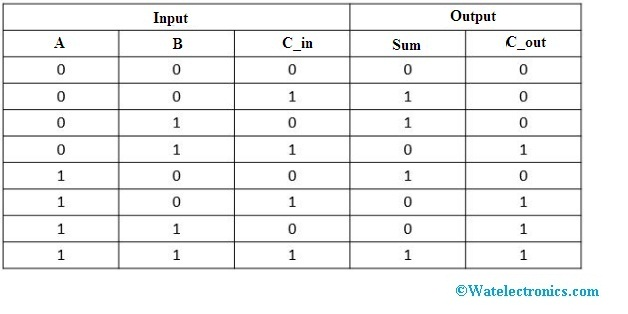 Input Output
A B C_in Sum C_out
0 0 0 0 0
0 0 1 1 0
0 1 0 1 0
0 1 1 0 1
1 0 0 1 0
1 0 1 0 1
1 1 0 0 1
1 1 1 1 1
©Watelectronics.com